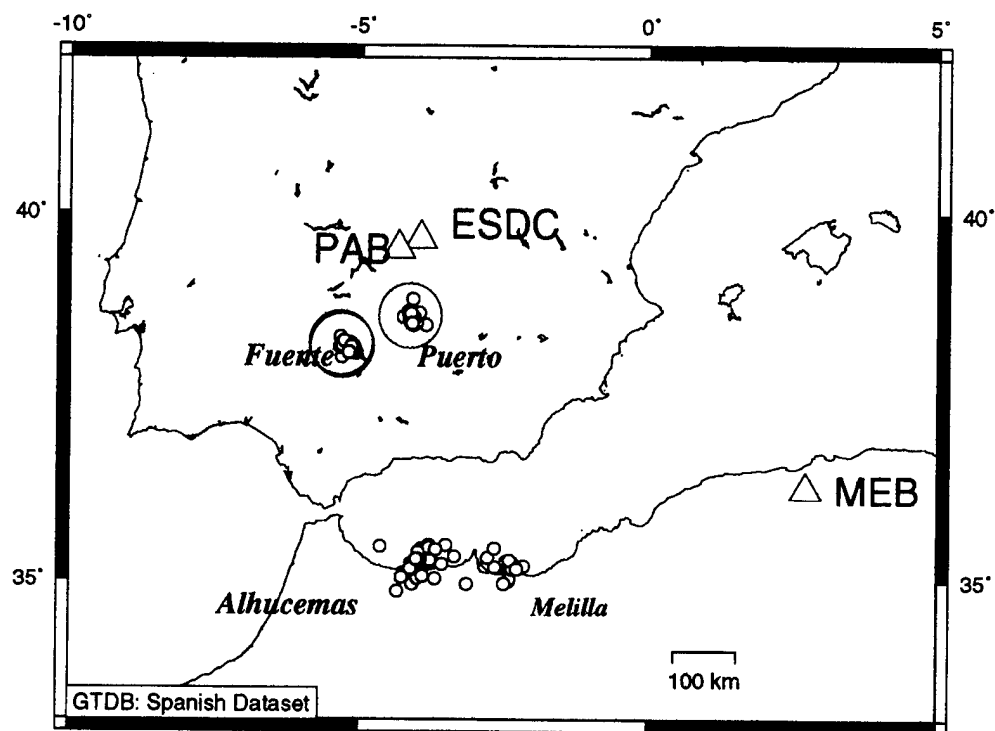 -10° -5° 0° 5°
40° 40°
ESDC
PAB
Fuente Puerto
MEB
35° 35°
Alhucemas Melilla
100 km
GTDB: Spanish Dataset